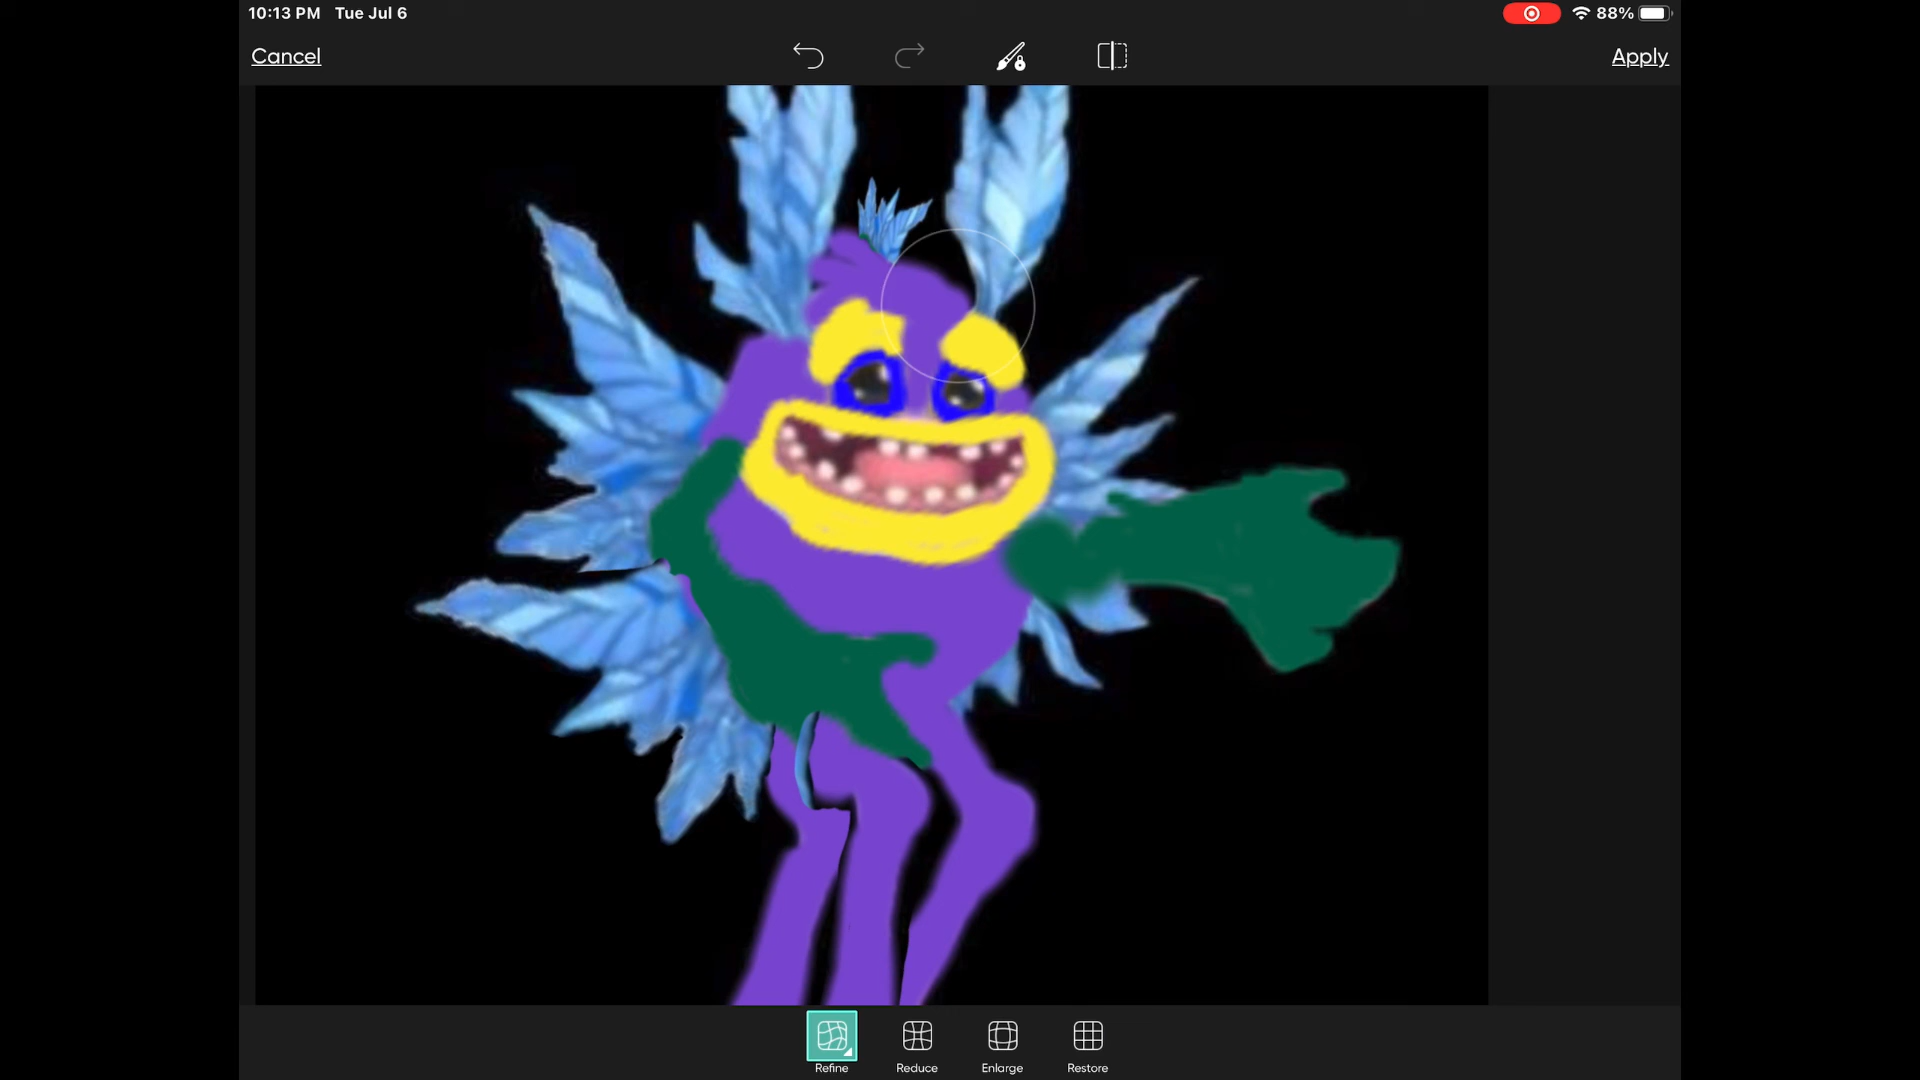 10:13 PM Tue Jul 6
88%
Cancel
Apply
Refine
Reduce
Enlarge
Restore